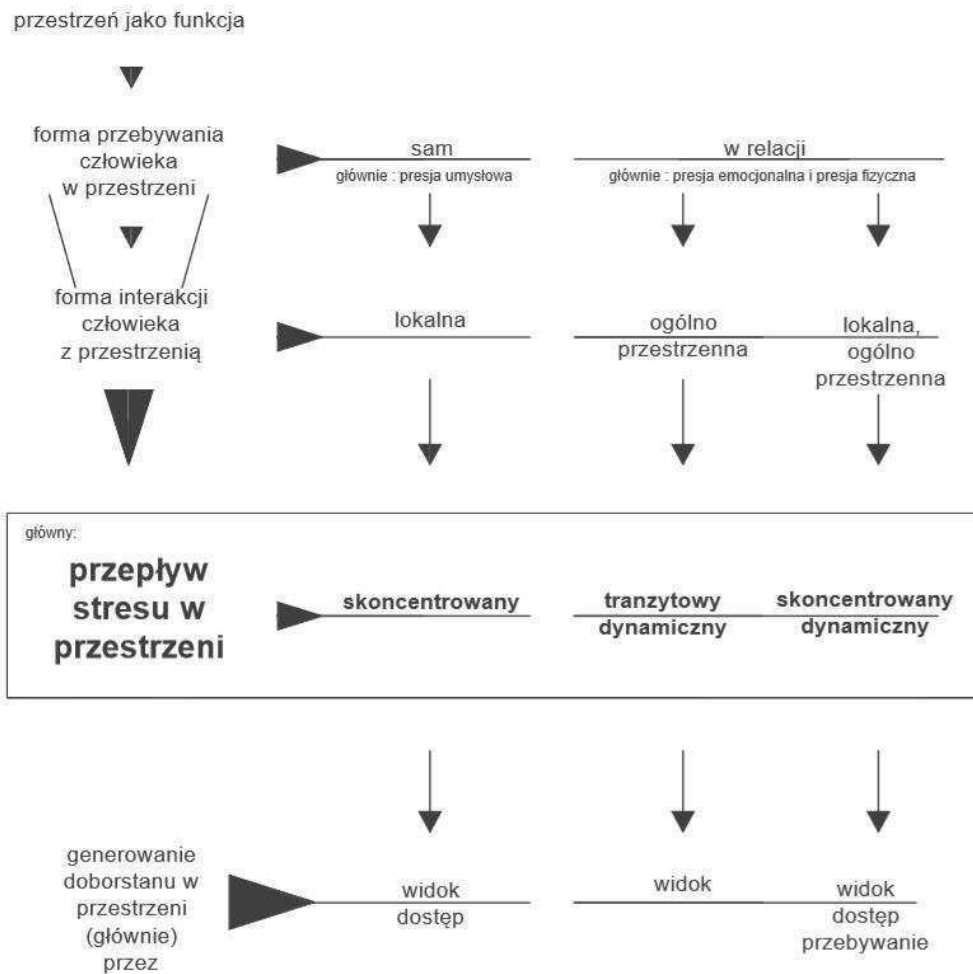 przestrzeń jako funkcja
forma przebywania
człowieka
w przestrzeni
sam
głównie : presja umysłowa
w relacji
głównie : presja emocjonalna i presja fizyczna
forma interakcji
człowieka
z przestrzenią
lokalna
ogólno
przestrzenna
lokalna,
ogólno
przestrzenna
główny:
przepływ
stresu w
przestrzeni
skoncentrowany
tranzytowy
dynamiczny
skoncentrowany
dynamiczny
generowanie
doborstanu w
przestrzeni
(głównie)
przez
widok
dostęp
widok
widok
dostęp
przebywanie